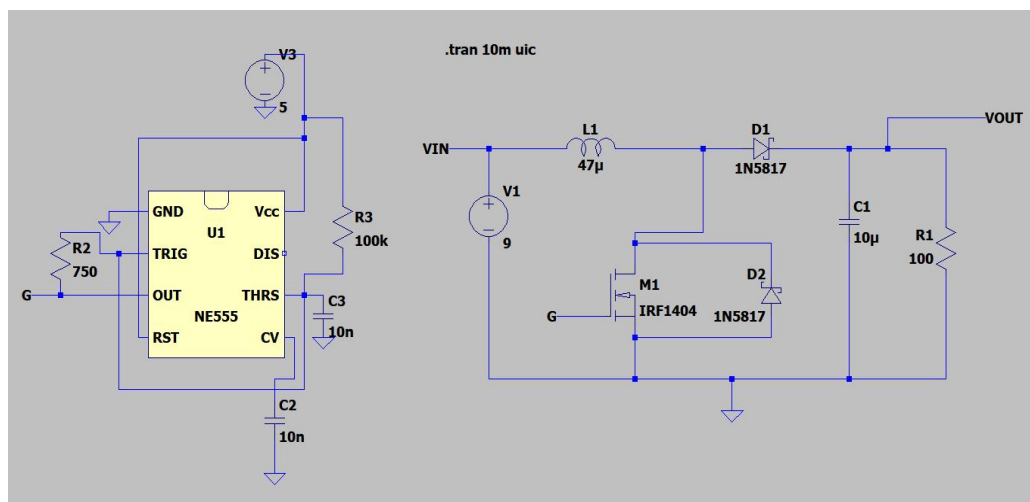 .tran 10m uic
V3
5
GND
Vcc
U1
R3
100k
R2
750
TRIG
DIS
G
OUT
THRS
NE555
C3
10n
RST
CV
C2
10n
VIN
L1
47µ
D1
1N5817
VOUT
V1
9
C1
10µ
R1
100
M1
IRF1404
D2
1N5817
G